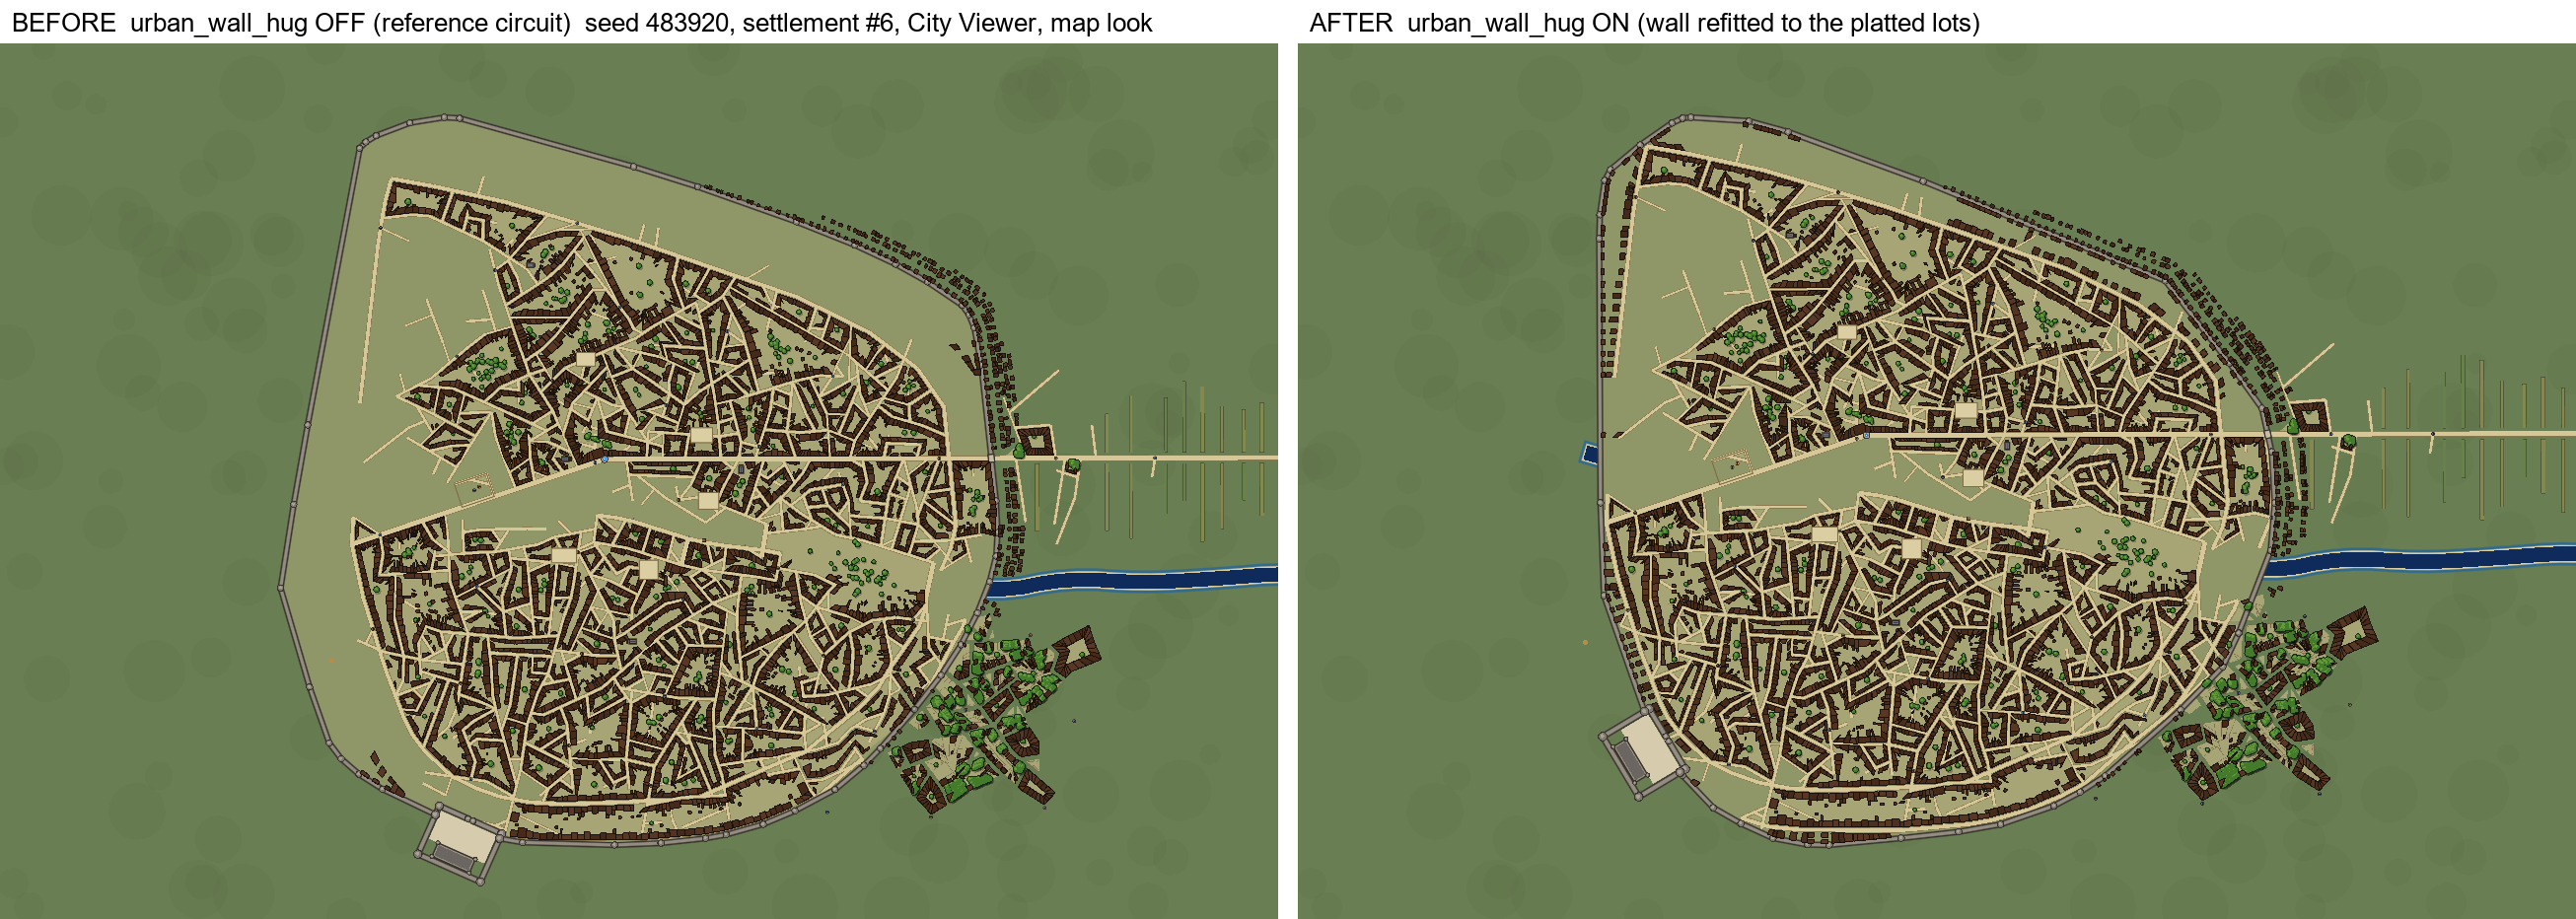 BEFORE urban_wall_hug OFF (reference circuit) seed 483920, settlement #6, City Viewer, map look
AFTER urban_wall_hug ON (wall refitted to the platted lots)